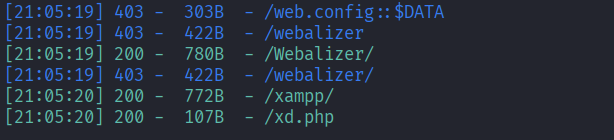 [21:05:19] 403 -  303B  - /web.config::$DATA
[21:05:19] 403 -  422B  - /webalizer
[21:05:19] 200 -  780B  - /Webalizer/
[21:05:19] 403 -  422B  - /webalizer/
[21:05:20] 200 -  772B  - /xampp/
[21:05:20] 200 -  107B  - /xd.php